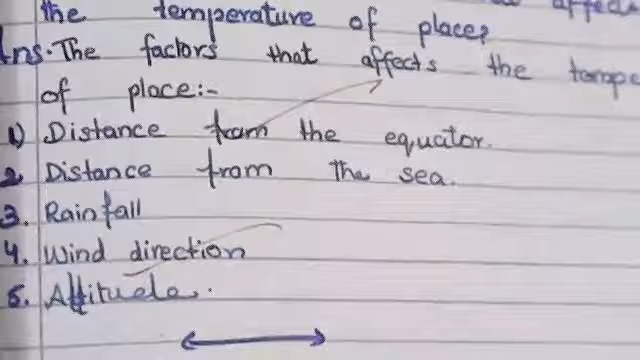 the temperature of place?
Ans. The factors that affects the tempe
of place:-
1) Distance from the equator.
2. Distance from the sea.
3. Rainfall
4. Wind direction
5. Attitude.